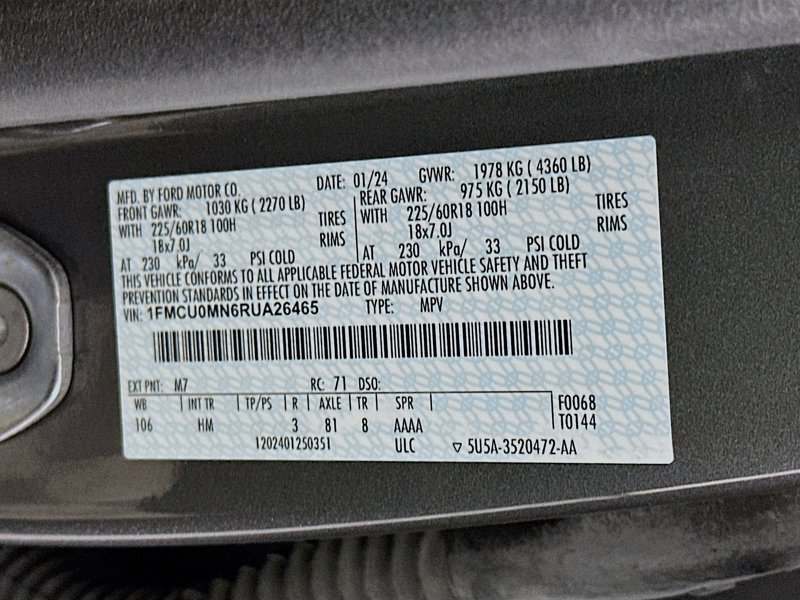 MFD. BY FORD MOTOR CO. DATE: 01/24 GVWR: 1978 KG ( 4360 LB)
FRONT GAWR: 1030 KG ( 2270 LB) REAR GAWR: 975 KG ( 2150 LB)
WITH 225/60R18 100H TIRES WITH 225/60R18 100H TIRES
18x7.0J RIMS 18x7.0J RIMS
AT 230 kPa/ 33 PSI COLD AT 230 kPa/ 33 PSI COLD
THIS VEHICLE CONFORMS TO ALL APPLICABLE FEDERAL MOTOR VEHICLE SAFETY AND THEFT
PREVENTION STANDARDS IN EFFECT ON THE DATE OF MANUFACTURE SHOWN ABOVE.
VIN: 1FMCU0MN6RUA26465 TYPE: MPV
EXT PNT: M7 RC: 71 DSO:
WB INT TR TP/PS R AXLE TR SPR F0068
106 HM 3 81 8 AAAA T0144
1202401250351 ULC ▽ 5U5A-3520472-AA